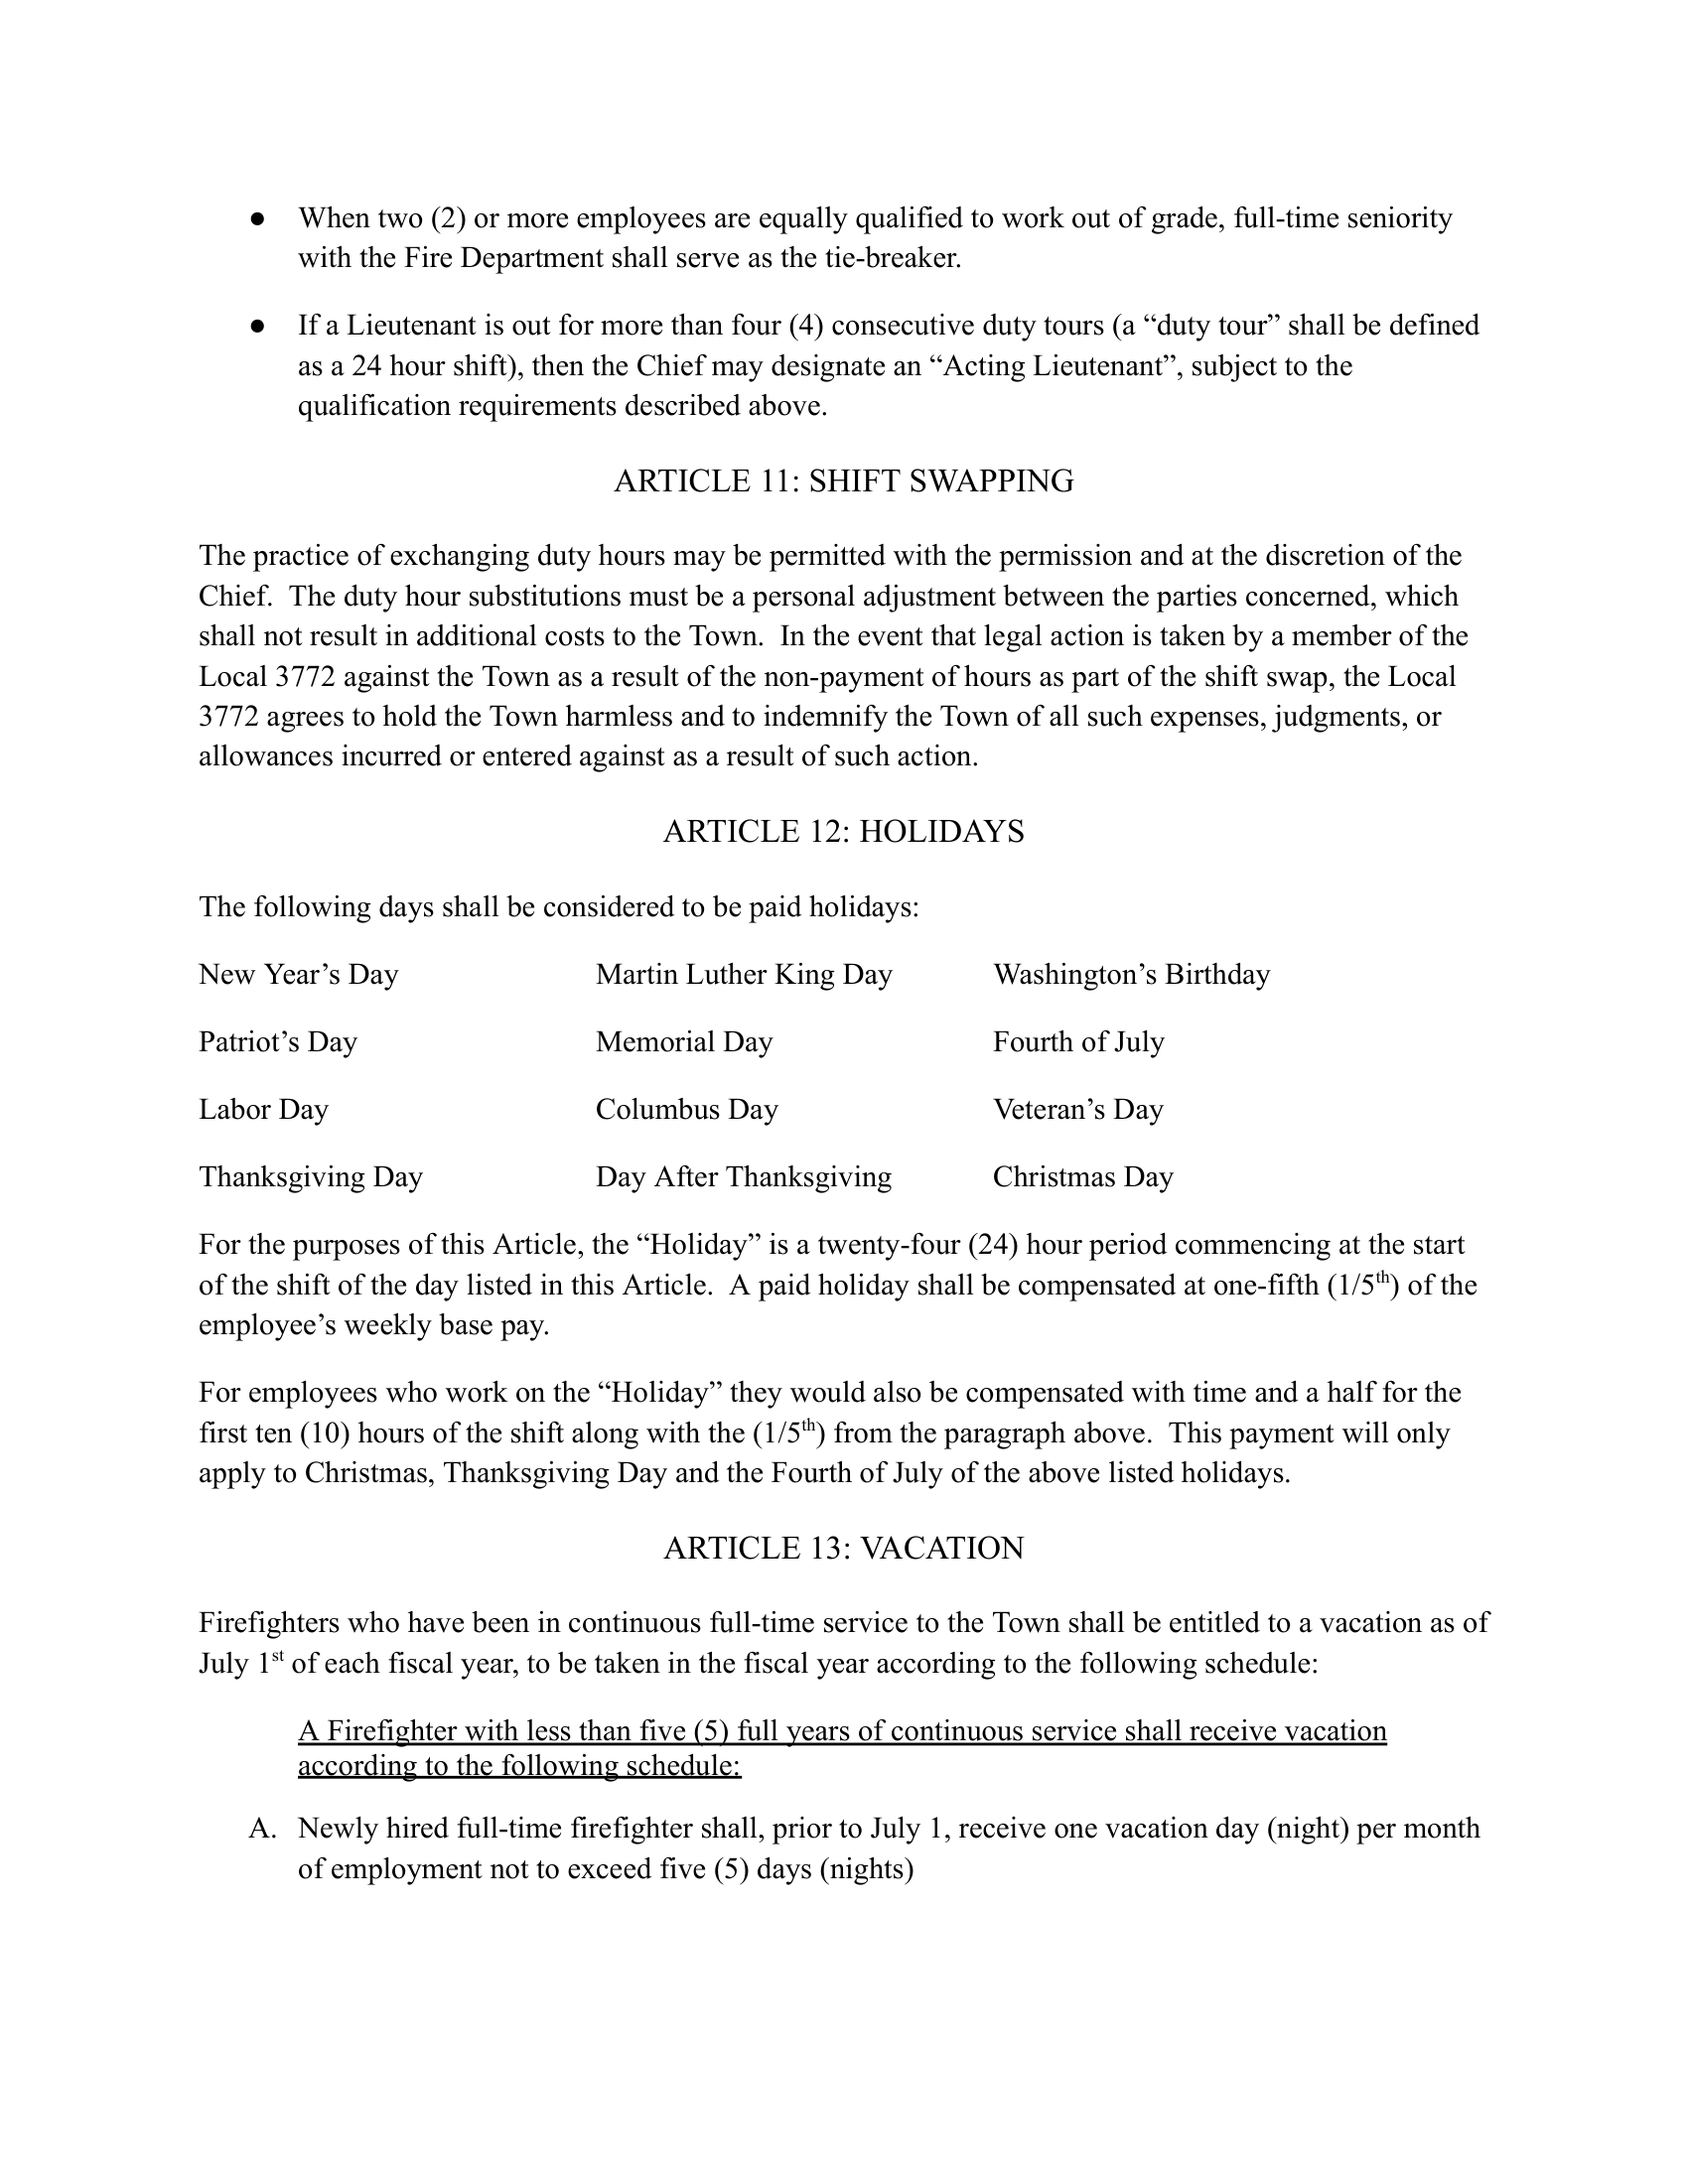 ● When two (2) or more employees are equally qualified to work out of grade, full-time seniority
with the Fire Department shall serve as the tie-breaker.
● If a Lieutenant is out for more than four (4) consecutive duty tours (a “duty tour” shall be defined
as a 24 hour shift), then the Chief may designate an “Acting Lieutenant”, subject to the
qualification requirements described above.
ARTICLE 11: SHIFT SWAPPING
The practice of exchanging duty hours may be permitted with the permission and at the discretion of the
Chief.  The duty hour substitutions must be a personal adjustment between the parties concerned, which
shall not result in additional costs to the Town.  In the event that legal action is taken by a member of the
Local 3772 against the Town as a result of the non-payment of hours as part of the shift swap, the Local
3772 agrees to hold the Town harmless and to indemnify the Town of all such expenses, judgments, or
allowances incurred or entered against as a result of such action.
ARTICLE 12: HOLIDAYS
The following days shall be considered to be paid holidays:
New Year’s Day Martin Luther King Day Washington’s Birthday
Patriot’s Day Memorial Day Fourth of July
Labor Day Columbus Day Veteran’s Day
Thanksgiving Day Day After Thanksgiving Christmas Day
For the purposes of this Article, the “Holiday” is a twenty-four (24) hour period commencing at the start
of the shift of the day listed in this Article.  A paid holiday shall be compensated at one-fifth (1/5th) of the
employee’s weekly base pay.
For employees who work on the “Holiday” they would also be compensated with time and a half for the
first ten (10) hours of the shift along with the (1/5th) from the paragraph above.  This payment will only
apply to Christmas, Thanksgiving Day and the Fourth of July of the above listed holidays.
ARTICLE 13: VACATION
Firefighters who have been in continuous full-time service to the Town shall be entitled to a vacation as of
July 1st of each fiscal year, to be taken in the fiscal year according to the following schedule:
A Firefighter with less than five (5) full years of continuous service shall receive vacation
according to the following schedule:
A. Newly hired full-time firefighter shall, prior to July 1, receive one vacation day (night) per month
of employment not to exceed five (5) days (nights)